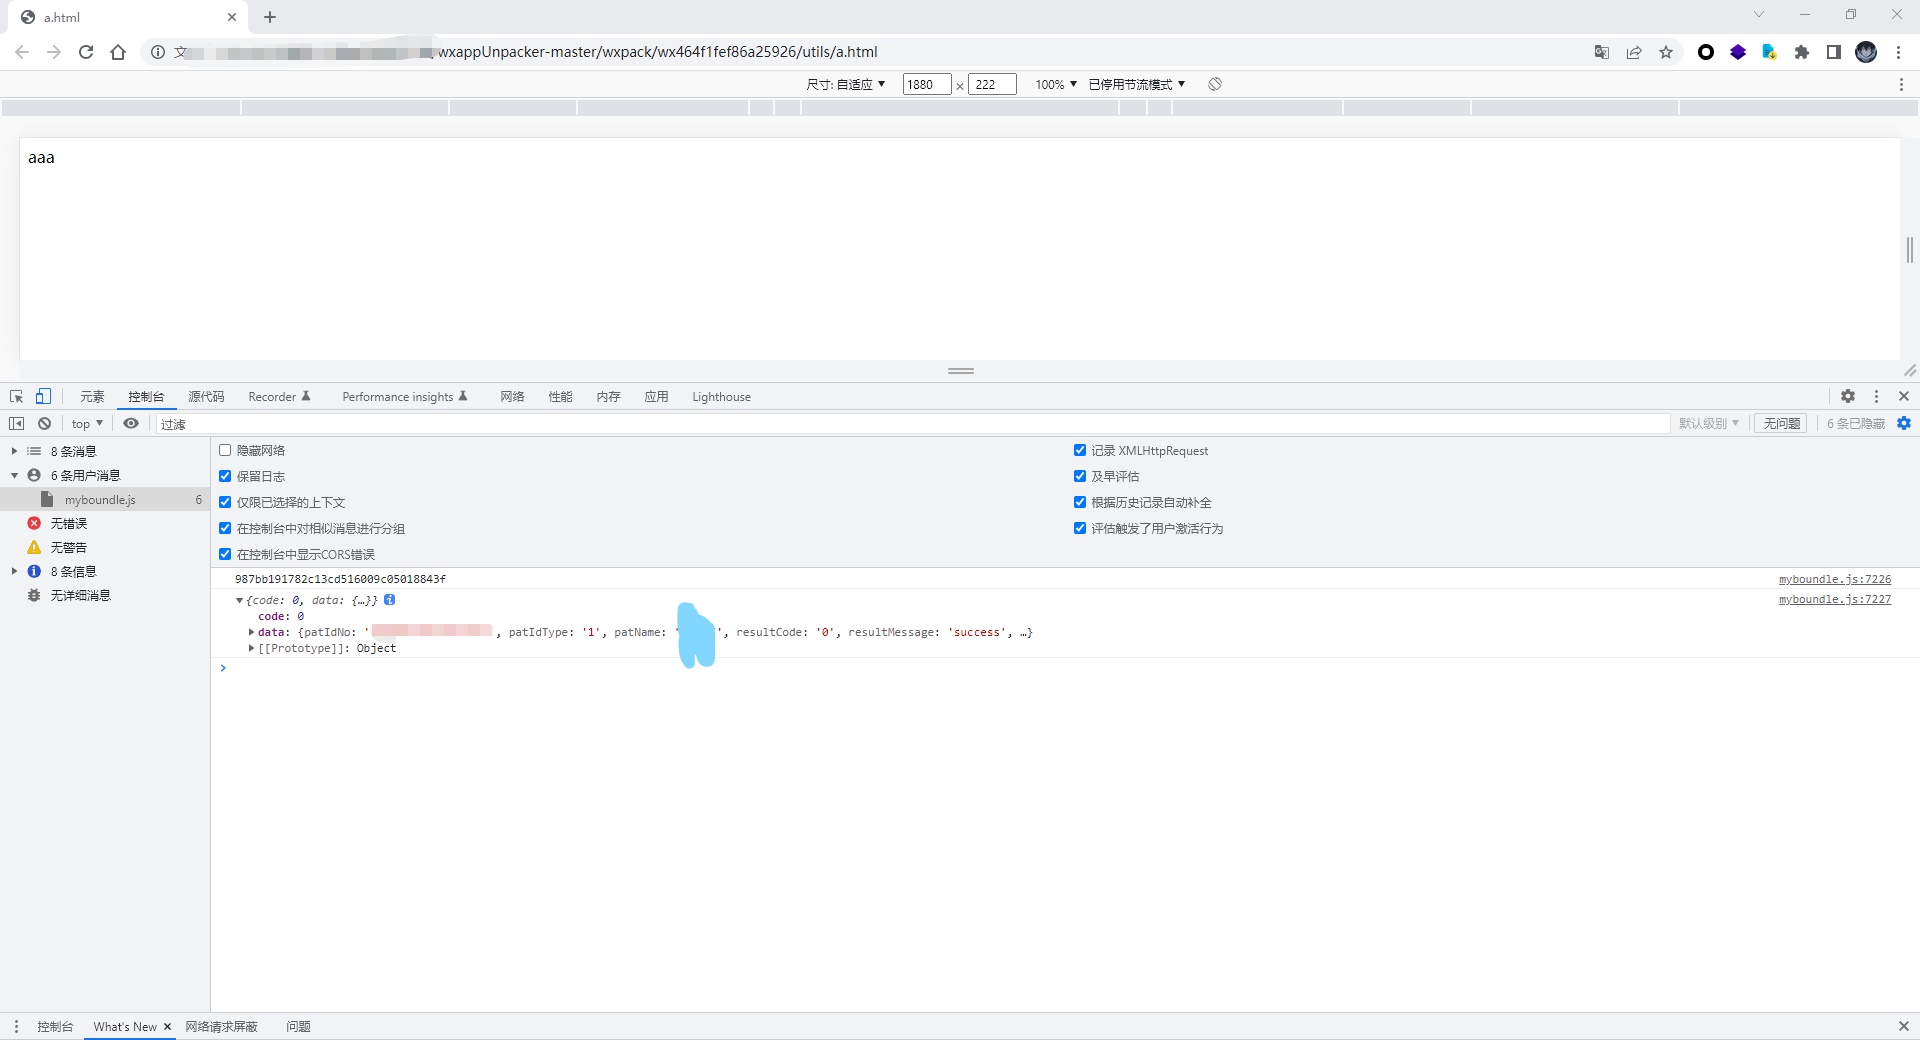 a.html
文 wxappUnpacker-master/wxpack/wx464f1fef86a25926/utils/a.html
尺寸: 自适应 ▼ 1880 × 222 100% ▼ 已停用节流模式 ▼
aaa
元素 控制台 源代码 Recorder Performance insights 网络 性能 内存 应用 Lighthouse
top ▼ 过滤 默认级别 ▼ 无问题 6 条已隐藏
8 条消息
6 条用户消息
myboundle.js 6
无错误
无警告
8 条信息
无详细消息
隐藏网络
保留日志
仅限已选择的上下文
在控制台中对相似消息进行分组
在控制台中显示CORS错误
记录 XMLHttpRequest
及早评估
根据历史记录自动补全
评估触发了用户激活行为
987bb191782c13cd516009c05018843f myboundle.js:7226
▼{code: 0, data: {…}} i myboundle.js:7227
code: 0
▶data: {patIdNo: ' , patIdType: '1', patName: ' ', resultCode: '0', resultMessage: 'success', …}
▶[[Prototype]]: Object
控制台 What's New × 网络请求屏蔽 问题